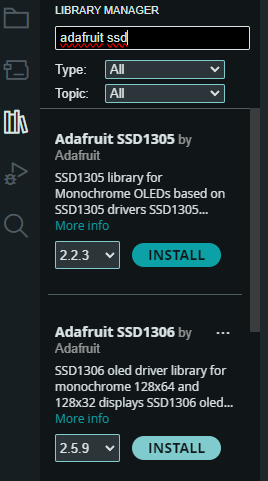 LIBRARY MANAGER
adafruit ssd
Type: All
Topic: All
Adafruit SSD1305 by
Adafruit
SSD1305 library for
Monochrome OLEDs based on
SSD1305 drivers SSD1305...
More info
2.2.3 INSTALL
Adafruit SSD1306 by ...
Adafruit
SSD1306 oled driver library for
monochrome 128x64 and
128x32 displays SSD1306 oled...
More info
2.5.9 INSTALL